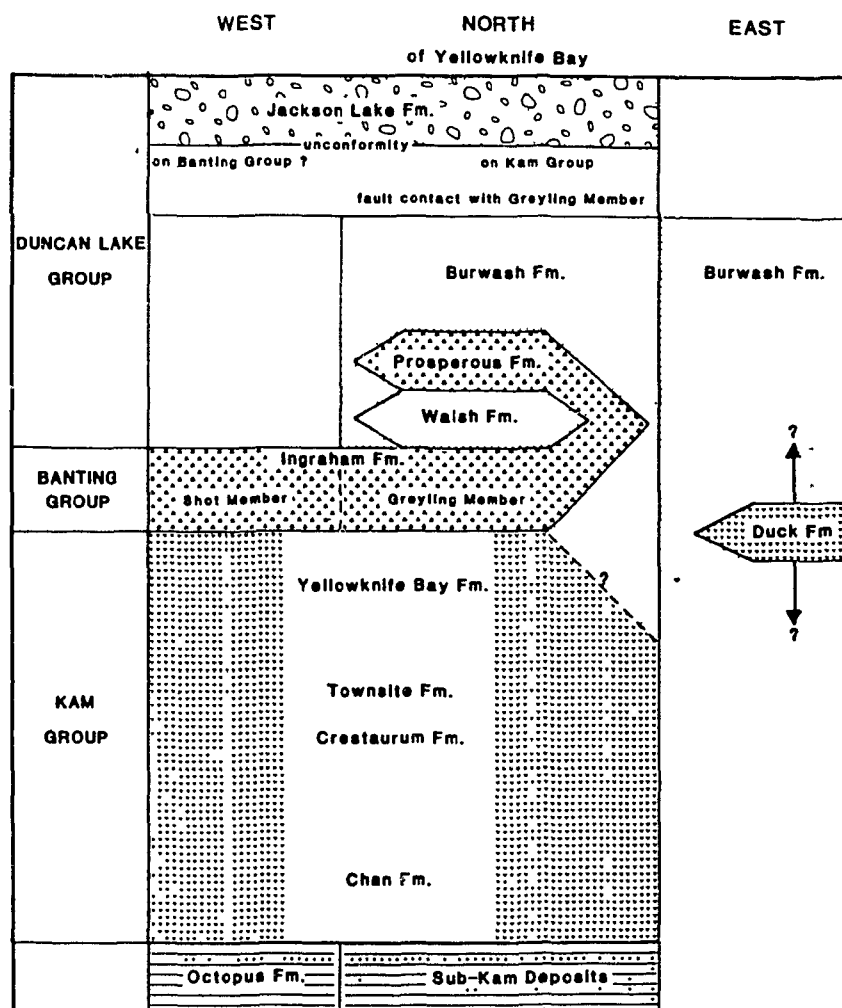 WEST NORTH EAST
of Yellowknife Bay
Jackson Lake Fm.
unconformity
on Banting Group ? on Kam Group
fault contact with Greyling Member
DUNCAN LAKE
GROUP
Burwash Fm. Burwash Fm.
Prosperous Fm.
Walsh Fm.
?
Ingraham Fm.
BANTING
GROUP
Shot Member Greyling Member
Duck Fm
Yellowknife Bay Fm.
?
?
Townsite Fm.
KAM
GROUP
Crestaurum Fm.
Chan Fm.
Octopus Fm. Sub-Kam Deposits